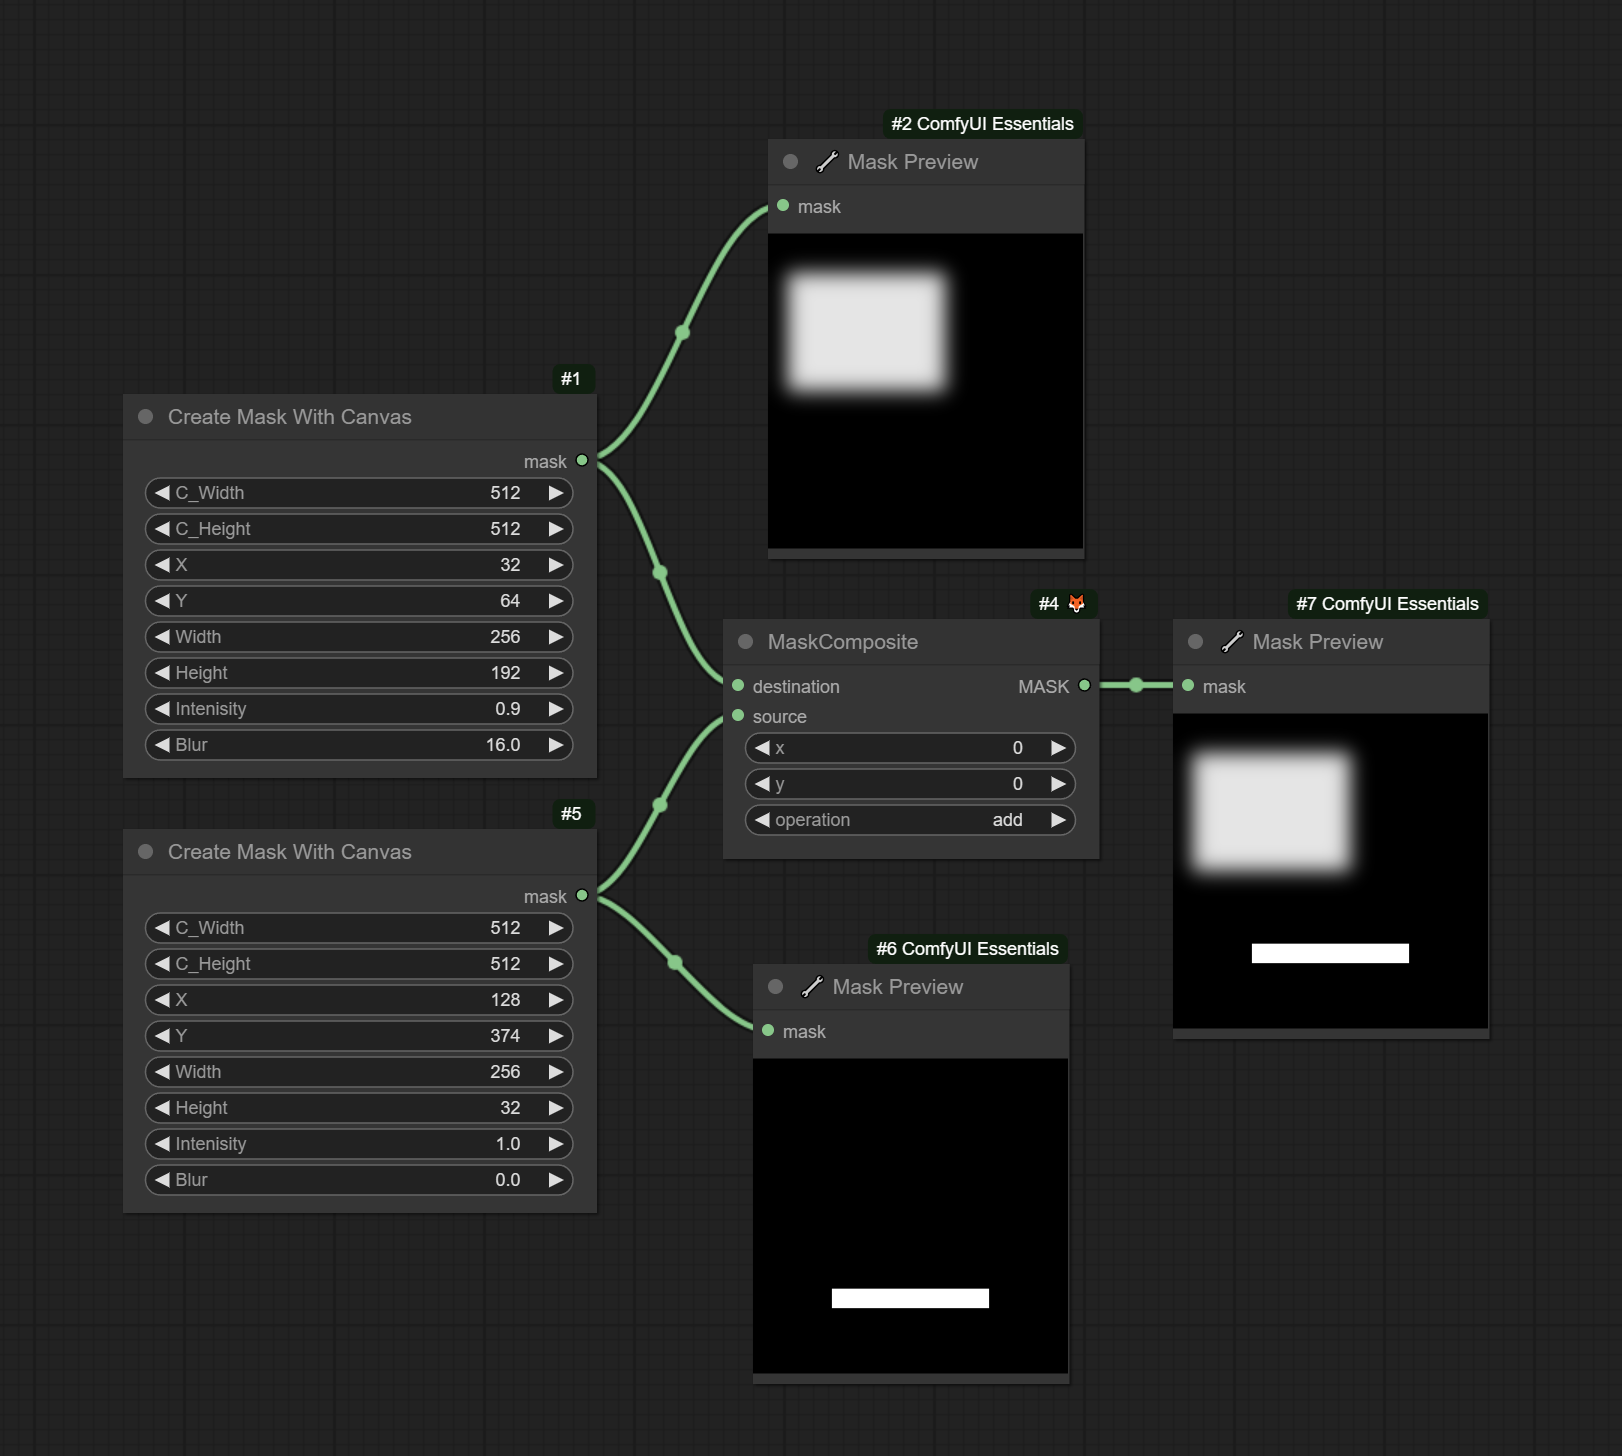 #2 ComfyUI Essentials
Mask Preview
mask
#1
Create Mask With Canvas
mask
C_Width 512
C_Height 512
X 32
Y 64
Width 256
Height 192
Intenisity 0.9
Blur 16.0
#4
MaskComposite
destination MASK
source
x 0
y 0
operation add
#7 ComfyUI Essentials
Mask Preview
mask
#5
Create Mask With Canvas
mask
C_Width 512
C_Height 512
X 128
Y 374
Width 256
Height 32
Intenisity 1.0
Blur 0.0
#6 ComfyUI Essentials
Mask Preview
mask